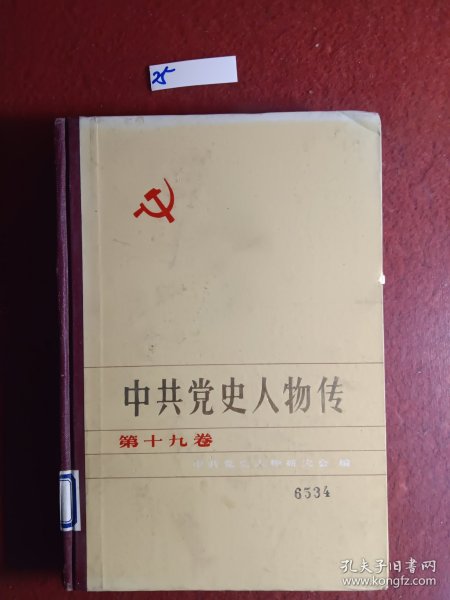 25
中共党史人物传
第十九卷
中共党史人物研究会 编
6334
孔夫子旧书网
www.kongfz.com